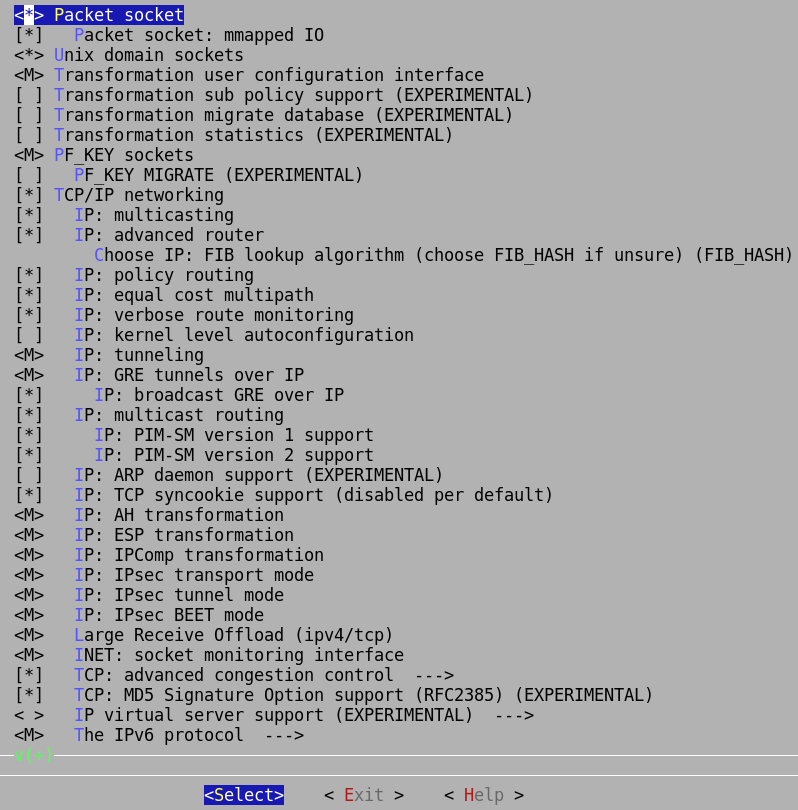 <*> Packet socket
[*]   Packet socket: mmapped IO
<*> Unix domain sockets
<M> Transformation user configuration interface
[ ] Transformation sub policy support (EXPERIMENTAL)
[ ] Transformation migrate database (EXPERIMENTAL)
[ ] Transformation statistics (EXPERIMENTAL)
<M> PF_KEY sockets
[ ]   PF_KEY MIGRATE (EXPERIMENTAL)
[*] TCP/IP networking
[*]   IP: multicasting
[*]   IP: advanced router
        Choose IP: FIB lookup algorithm (choose FIB_HASH if unsure) (FIB_HASH)
[*]   IP: policy routing
[*]   IP: equal cost multipath
[*]   IP: verbose route monitoring
[ ]   IP: kernel level autoconfiguration
<M>   IP: tunneling
<M>   IP: GRE tunnels over IP
[*]     IP: broadcast GRE over IP
[*]   IP: multicast routing
[*]     IP: PIM-SM version 1 support
[*]     IP: PIM-SM version 2 support
[ ]   IP: ARP daemon support (EXPERIMENTAL)
[*]   IP: TCP syncookie support (disabled per default)
<M>   IP: AH transformation
<M>   IP: ESP transformation
<M>   IP: IPComp transformation
<M>   IP: IPsec transport mode
<M>   IP: IPsec tunnel mode
<M>   IP: IPsec BEET mode
<M>   Large Receive Offload (ipv4/tcp)
<M>   INET: socket monitoring interface
[*]   TCP: advanced congestion control  --->
[*]   TCP: MD5 Signature Option support (RFC2385) (EXPERIMENTAL)
< >   IP virtual server support (EXPERIMENTAL)  --->
<M>   The IPv6 protocol  --->
v(+)
<Select>    < Exit >    < Help >